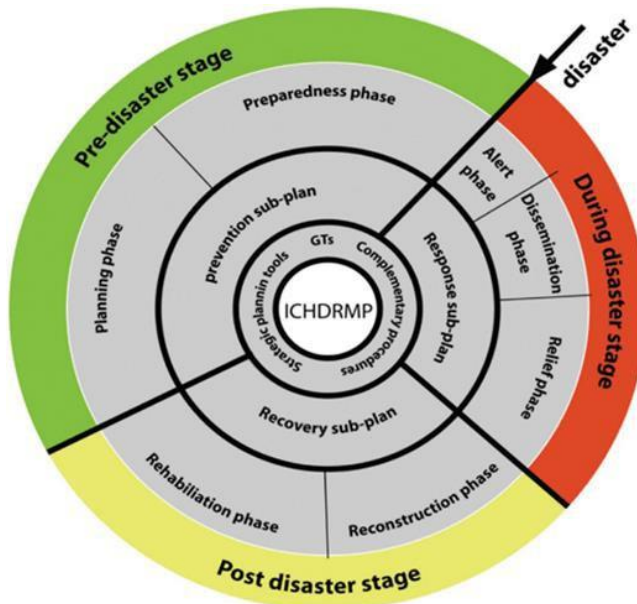 disaster
Pre-disaster stage
During disaster stage
Post disaster stage
Planning phase
Preparedness phase
Alert
phase
Dissemination
phase
Relief phase
Reconstruction phase
Rehabiliation phase
prevention sub-plan
Response sub-plan
Recovery sub-plan
Strategic plannin tools
GTs
Complementary procedures
ICHDRMP